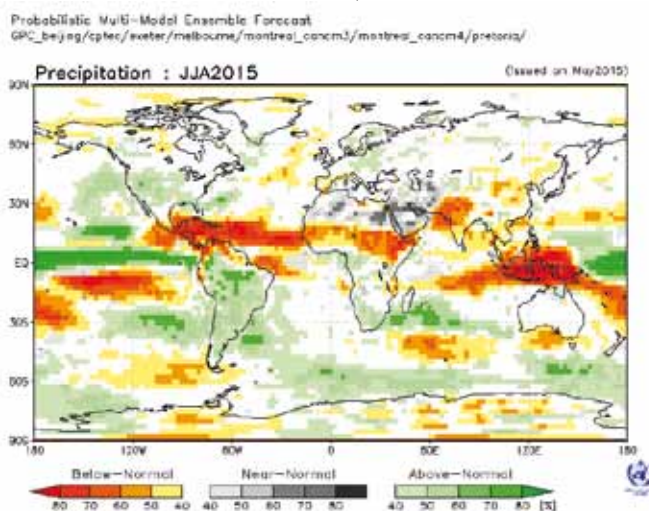 Probabilistic Multi-Model Ensemble Forecast
GPC_beijing/cptec/exeter/melbourne/montreal_cancm3/montreal_cancm4/pretoria/
Precipitation : JJA2015 (Issued on May2015)
90N
60N
30N
EQ
30S
60S
90S
180 120W 60W 0 60E 120E 180
Below-Normal Near-Normal Above-Normal
80 70 60 50 40 40 50 60 70 80 40 50 60 70 80 [%]